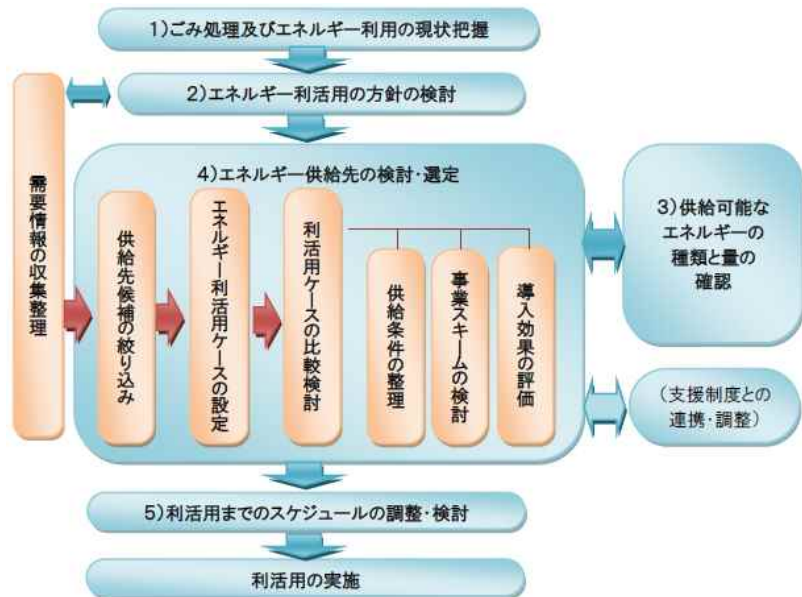 1)ごみ処理及びエネルギー利用の現状把握
2)エネルギー利活用の方針の検討
需要情報の収集整理
4)エネルギー供給先の検討・選定
供給先候補の絞り込み
エネルギー利活用ケースの設定
利活用ケースの比較検討
供給条件の整理
事業スキームの検討
導入効果の評価
3)供給可能な
エネルギーの
種類と量の
確認
(支援制度との
連携・調整)
5)利活用までのスケジュールの調整・検討
利活用の実施